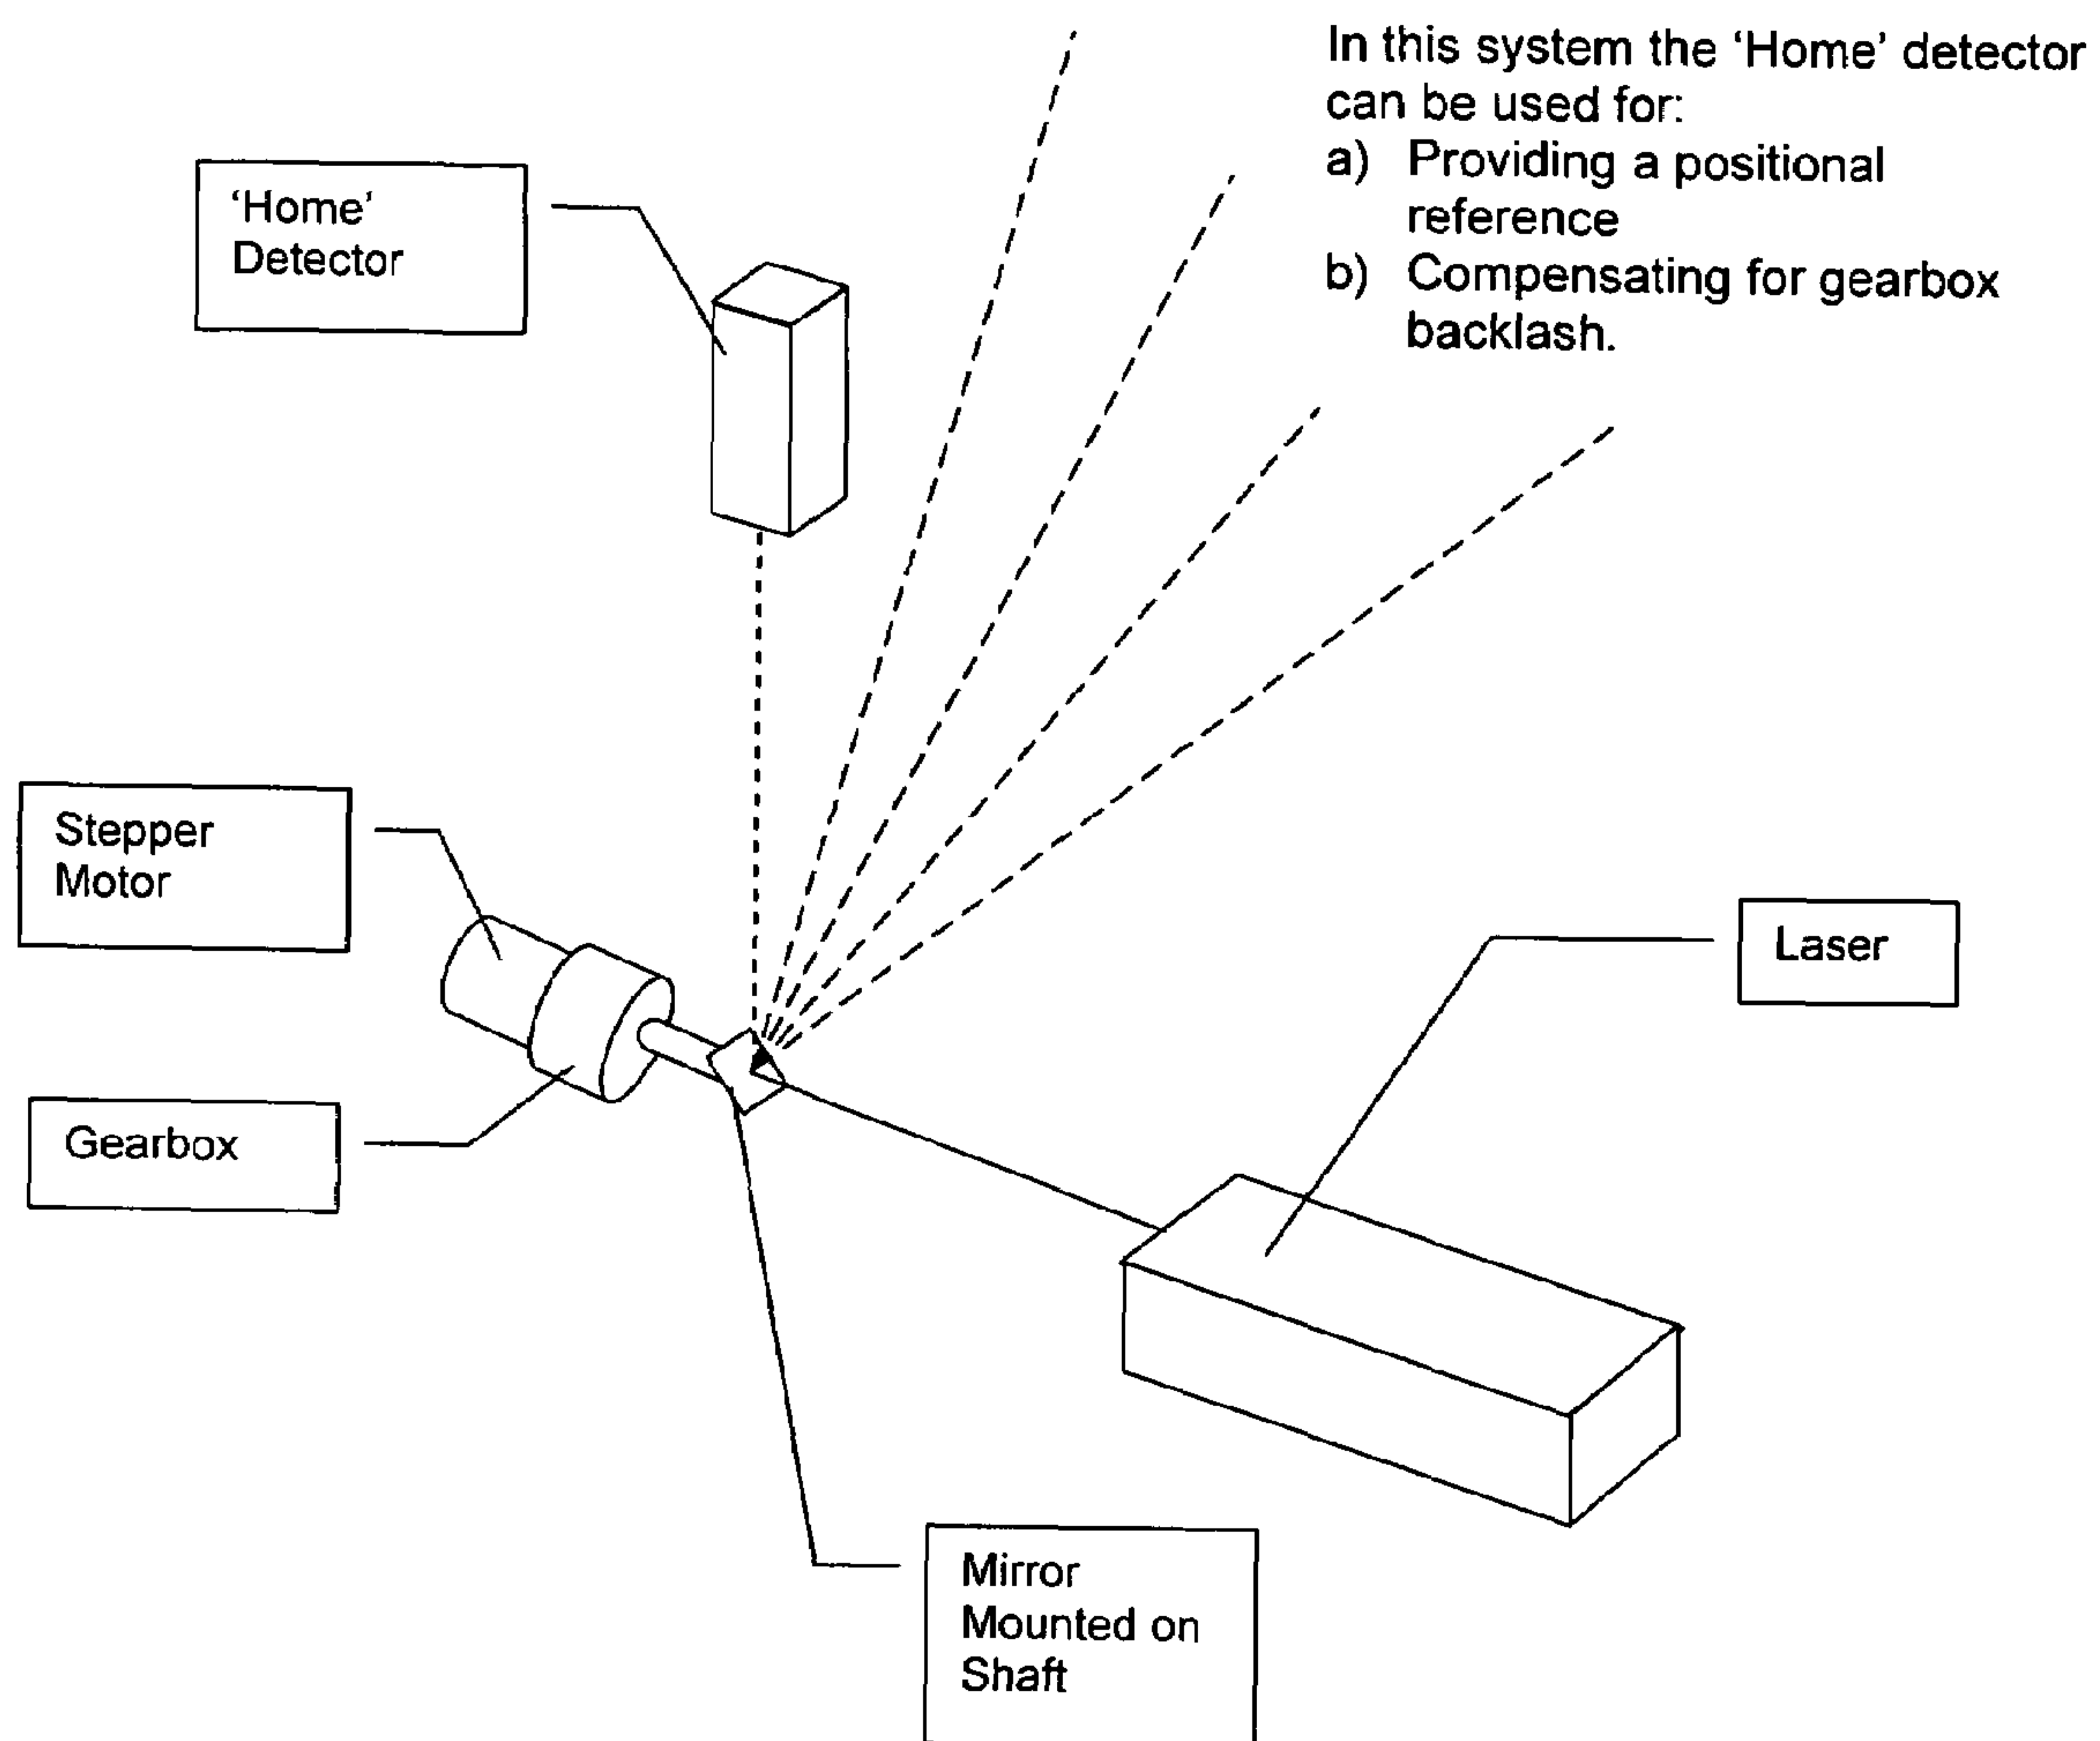 In this system the ‘Home’ detector
can be used for:
a) Providing a positional
reference
b) Compensating for gearbox
backlash.
‘Home’
Detector
Stepper
Motor
Laser
Gearbox
Mirror
Mounted on
Shaft